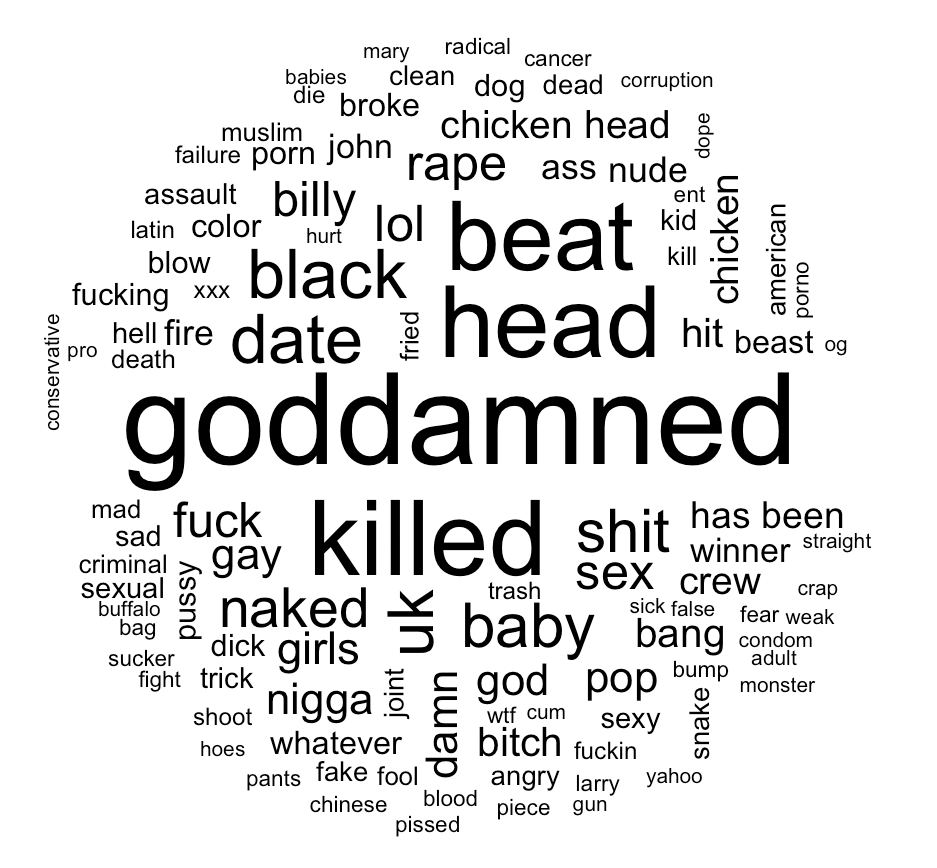 mary
radical
cancer
babies
clean
dog
dead
corruption
die
broke
chicken head
dope
muslim
failure
porn
john
rape
ass
nude
assault
billy
lol
beat
ent
kid
chicken
american
latin
color
hurt
kill
blow
black
head
porno
fucking
xxx
conservative
pro
hell
fire
date
fried
hit
beast
og
death
goddamned
mad
fuck
killed
shit
has been
sad
gay
sex
winner
straight
criminal
sexual
pussy
naked
uk
trash
baby
crew
crap
buffalo
bag
sick
false
bang
fear
weak
sucker
dick
girls
condom
adult
fight
trick
nigga
joint
damn
god
pop
bump
monster
shoot
wtf
cum
sexy
snake
hoes
whatever
bitch
fuckin
pants
fake
fool
angry
larry
yahoo
chinese
blood
piece
gun
pissed